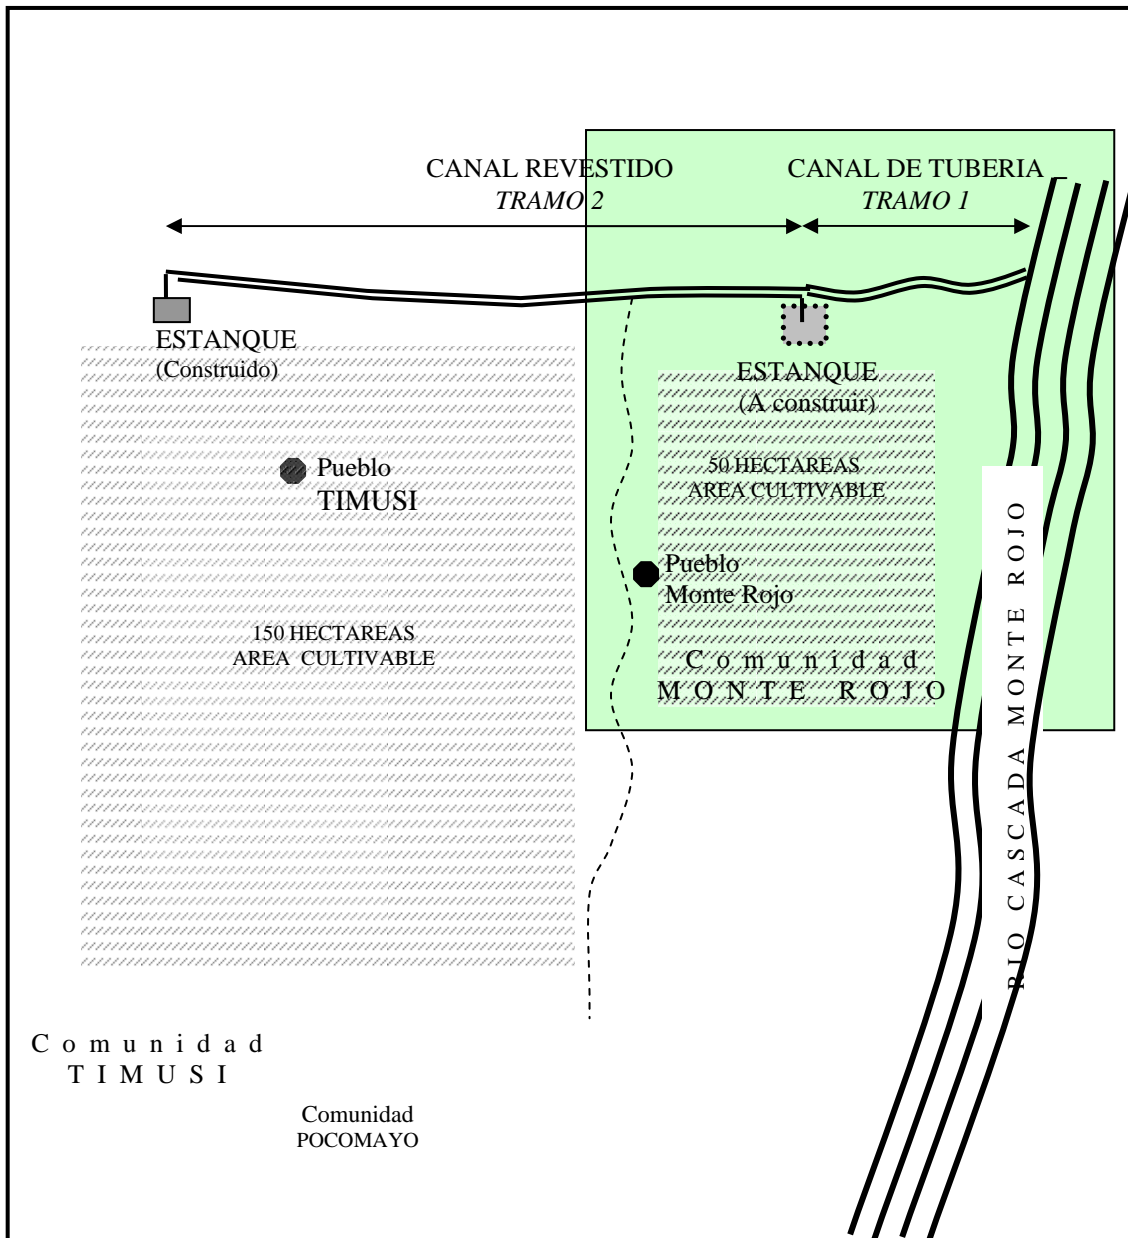 CANAL REVESTIDO
TRAMO 2
CANAL DE TUBERIA
TRAMO 1
ESTANQUE
(Construido)
ESTANQUE
(A construir)
Pueblo
TIMUSI
50 HECTAREAS
AREA CULTIVABLE
Pueblo
Monte Rojo
150 HECTAREAS
AREA CULTIVABLE
Comunidad
MONTE ROJO
RIO CASCADA MONTE ROJO
Comunidad
TIMUSI
Comunidad
POCOMAYO